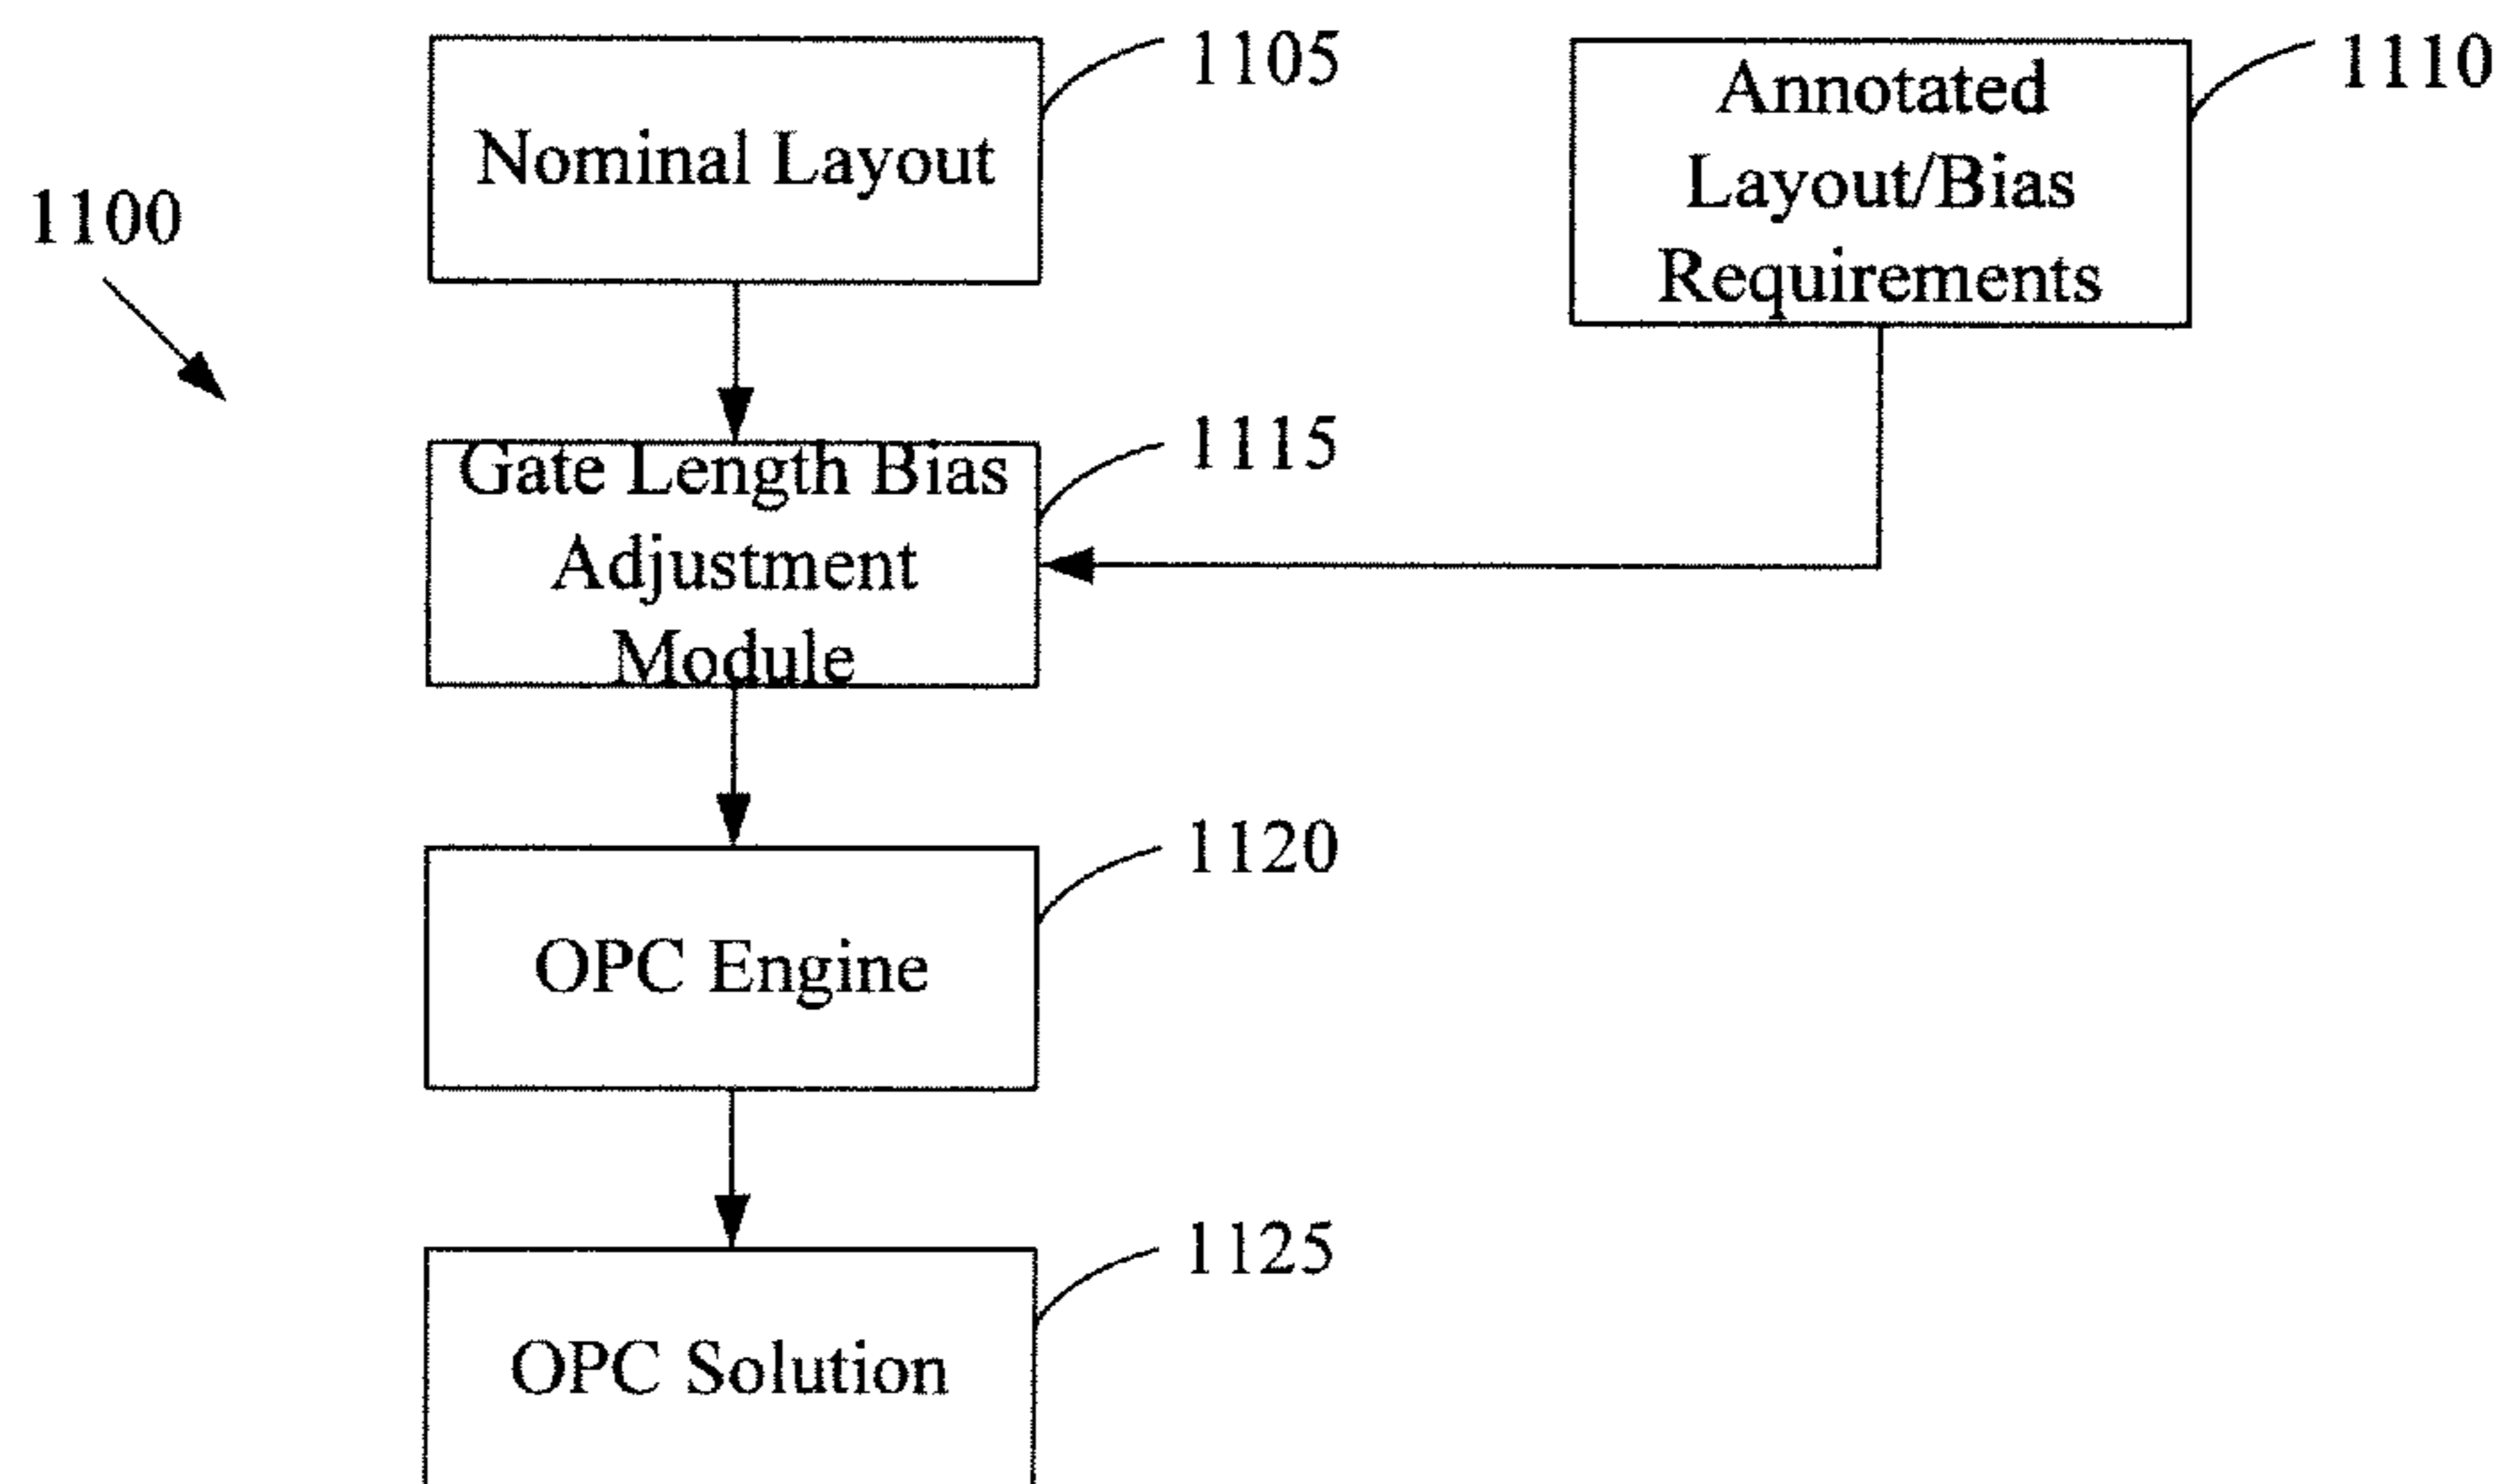 1105
1110
Nominal Layout
Annotated
Layout/Bias
Requirements
1100
1115
Gate Length Bias
Adjustment
Module
1120
OPC Engine
1125
OPC Solution